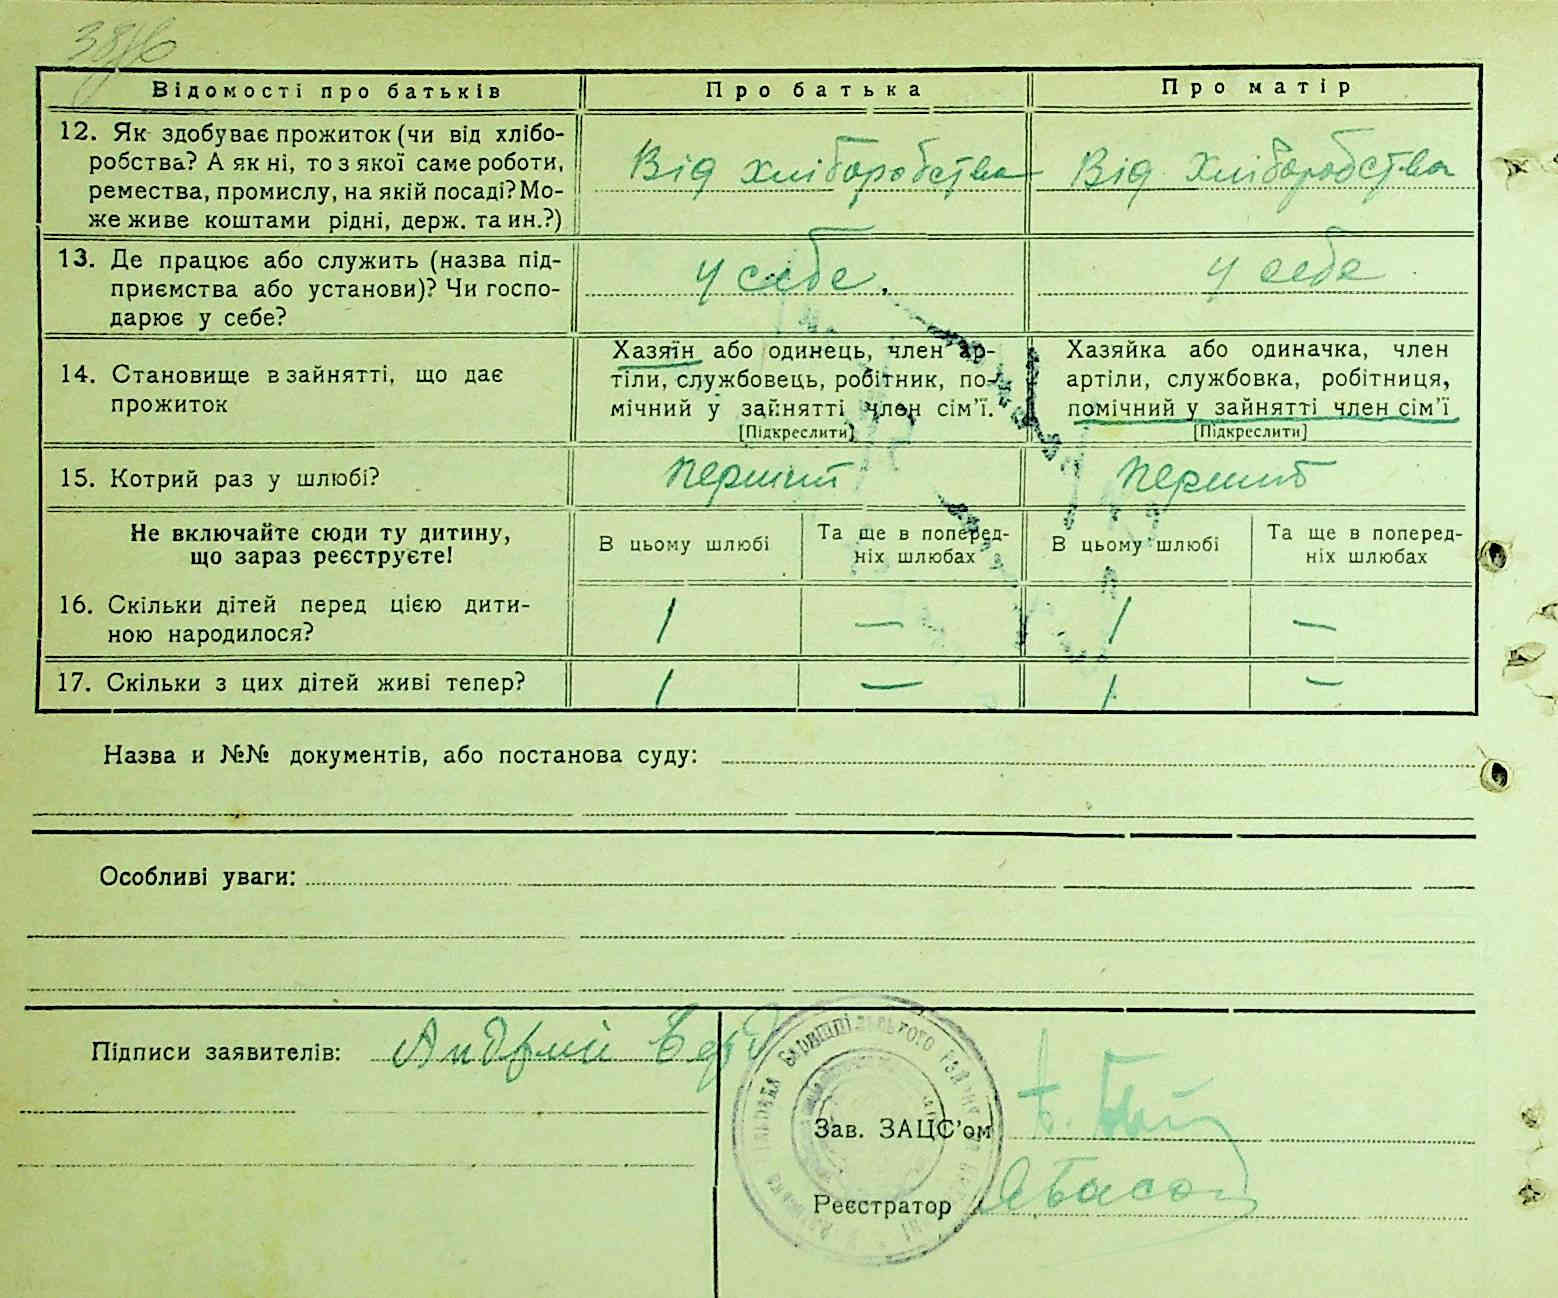 Відомості про батьків
Про батька
Про матір
12. Як здобуває прожиток (чи від хлібо-
робства? А як ні, то з якої саме роботи,
ремества, промислу, на якій посаді? Мо-
же живе коштами рідні, держ. та ин.?)
Від хліборобства
Від хліборобства
13. Де працює або служить (назва під-
приємства або установи)? Чи госпо-
дарює у себе?
у себе.
у себе
14. Становище в зайнятті, що дає
прожиток
Хазяїн або одинець, член ар-
тіли, службовець, робітник, по-
мічний у зайнятті член сім'ї.
[Підкреслити]
Хазяйка або одиначка, член
артіли, службовка, робітниця,
помічний у зайнятті член сім'ї
[Підкреслити]
15. Котрий раз у шлюбі?
перший
перший
Не включайте сюди ту дитину,
що зараз реєструєте!
В цьому шлюбі
Та ще в поперед-
ніх шлюбах
В цьому шлюбі
Та ще в поперед-
ніх шлюбах
16. Скільки дітей перед цією дити-
ною народилося?
1
—
1
—
17. Скільки з цих дітей живі тепер?
1
—
1
—
Назва и №№ документів, або постанова суду:
Особливі уваги:
Підписи заявителів: Андрій
Бориспільського
Зав. ЗАЦС'ом
Реєстратор